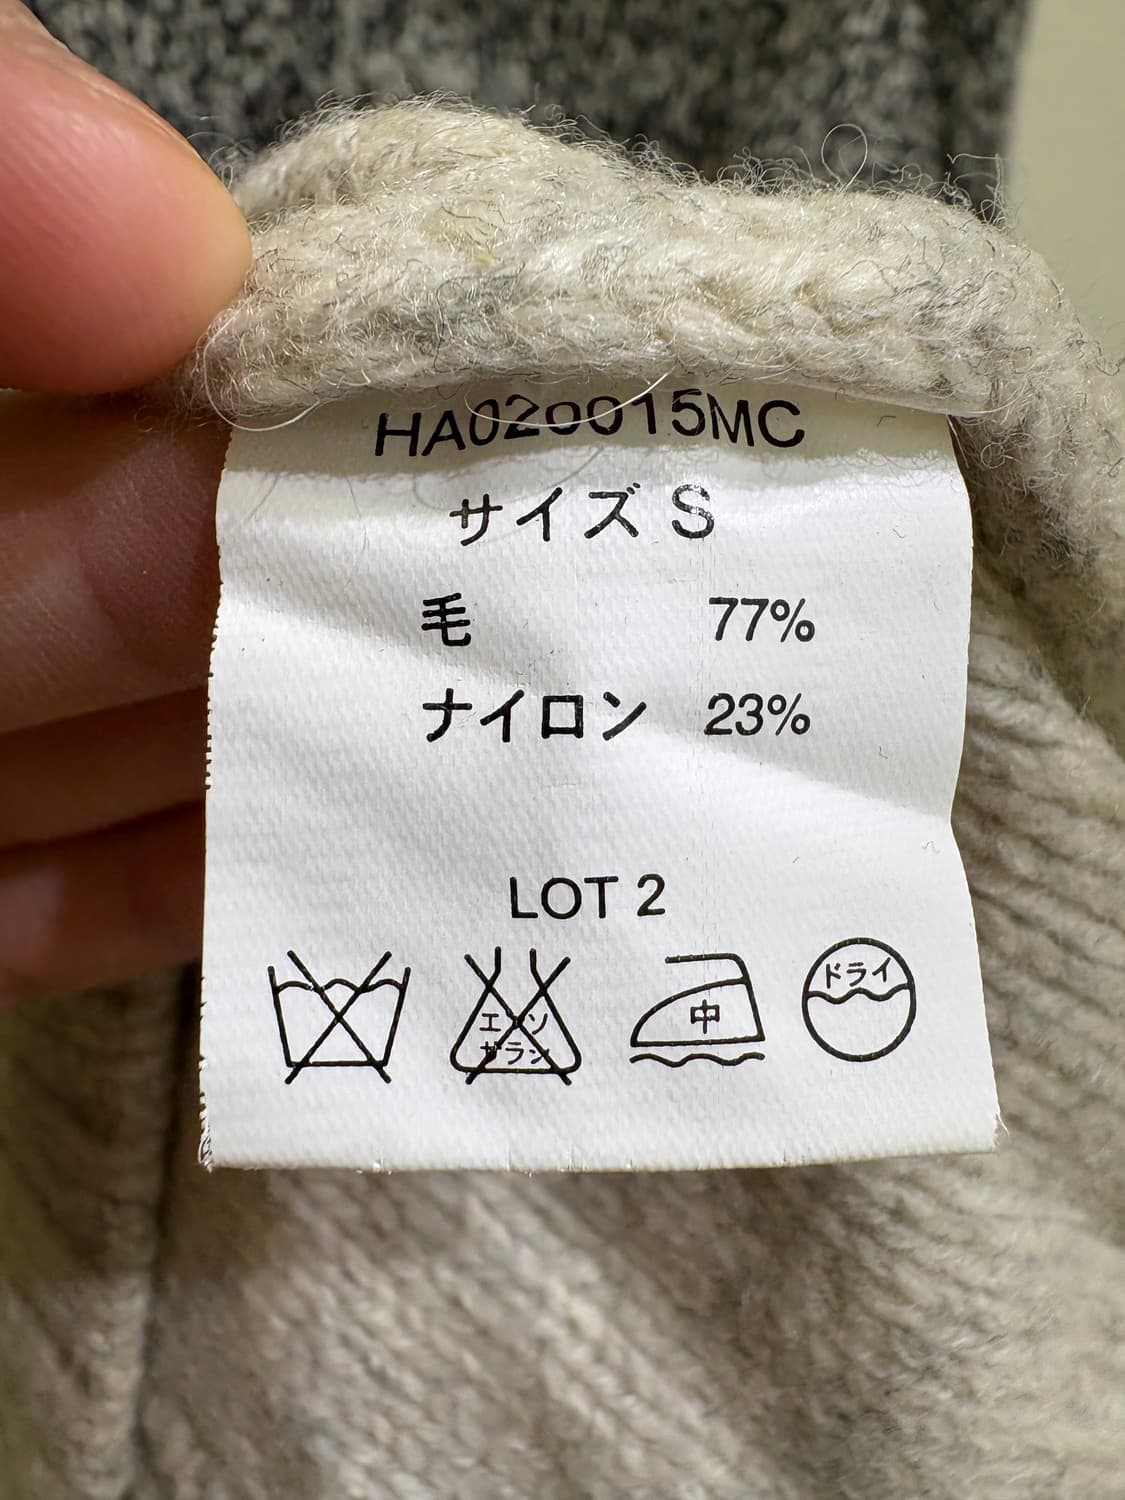 HA020015MC
サイズ S
毛 77%
ナイロン 23%
LOT 2
エンソ
サラシ
中
ドライ